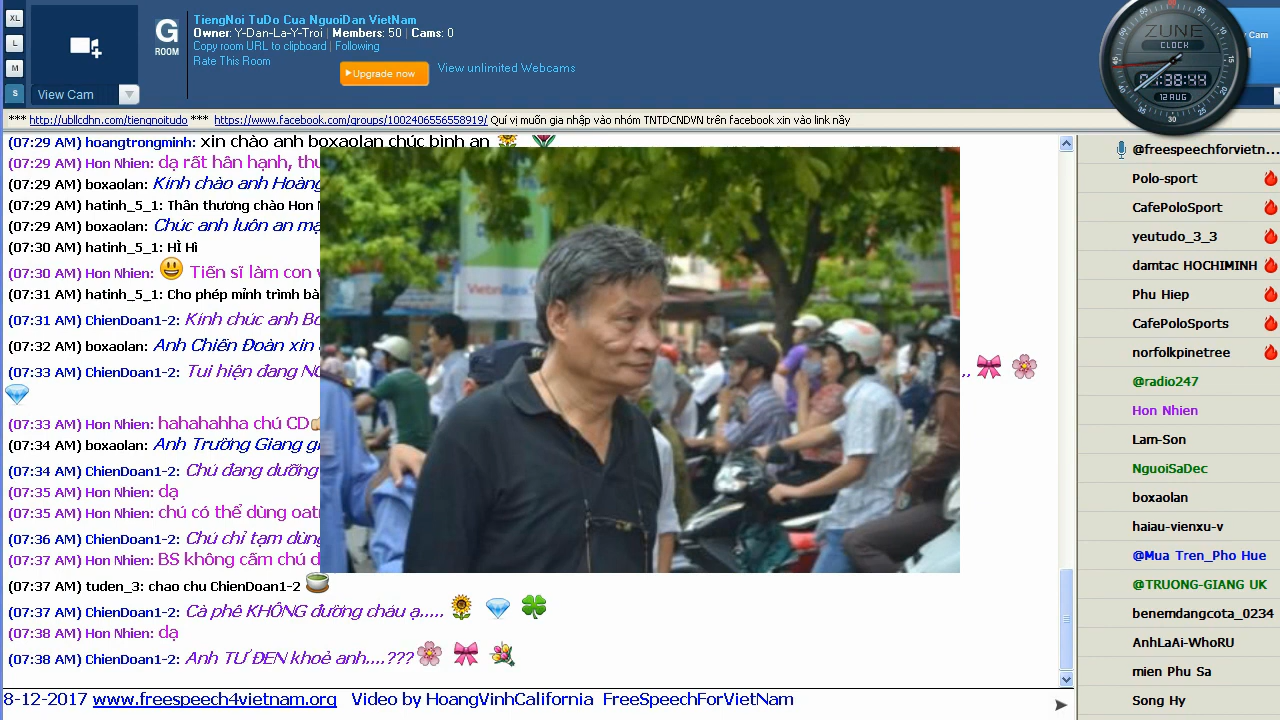 XL
L
M
S
View Cam
G
ROOM
TiengNoi TuDo Cua NguoiDan VietNam
Owner: Y-Dan-La-Y-Troi | Members: 50 | Cams: 0
Copy room URL to clipboard | Following
Rate This Room
Upgrade now
View unlimited Webcams
ZUNE
CLOCK
12 AUG
Cam
*** http://ubllcdhn.com/tiengnoitudo *** https://www.facebook.com/groups/1002406556556719/ Quí vị muốn gia nhập vào nhóm TNTDCNDVN trên facebook xin vào link nầy
(07:29 AM) hoangtrongminh: xin chào anh boxaolan chúc bình an
(07:29 AM) Hon Nhien: dạ rất hân hạnh,
(07:29 AM) boxaolan: Kính chào anh Hoàng
(07:29 AM) hatinh_5_1: Thân thương chào Hon
(07:29 AM) boxaolan: Chúc anh luôn an
(07:30 AM) hatinh_5_1: HÌ Hì
(07:30 AM) Hon Nhien: Tiến sĩ làm con
(07:31 AM) hatinh_5_1: Cho phép mình trình
(07:31 AM) ChienDoan1-2: Kính chúc anh
(07:32 AM) boxaolan: Anh Chiến Đoàn xin
(07:33 AM) ChienDoan1-2: Tui hiện đang
(07:33 AM) Hon Nhien: hahahahha chú CD
(07:34 AM) boxaolan: Anh Trường Giang
(07:34 AM) ChienDoan1-2: Chú đang dưỡng
(07:35 AM) Hon Nhien: dạ
(07:35 AM) Hon Nhien: chú có thể dùng
(07:36 AM) ChienDoan1-2: Chú chỉ tạm dùng
(07:37 AM) Hon Nhien: BS không cấm chú
(07:37 AM) tuden_3: chao chu ChienDoan1-2
(07:37 AM) ChienDoan1-2: Cà phê KHÔNG đường cháu ạ.....
(07:38 AM) Hon Nhien: dạ
(07:38 AM) ChienDoan1-2: Anh TƯ ĐEN khoẻ anh....???
@freespeechforvietn...
Polo-sport
CafePoloSport
yeutudo_3_3
damtac HOCHIMINH
Phu Hiep
CafePoloSports
norfolkpinetree
@radio247
Hon Nhien
Lam-Son
NguoiSaDec
boxaolan
haiau-vienxu-v
@Mua Tren_Pho Hue
@TRUONG-GIANG UK
benemdangcota_0234
AnhLaAi-WhoRU
mien Phu Sa
Song Hy
8-12-2017 www.freespeech4vietnam.org Video by HoangVinhCalifornia FreeSpeechForVietNam